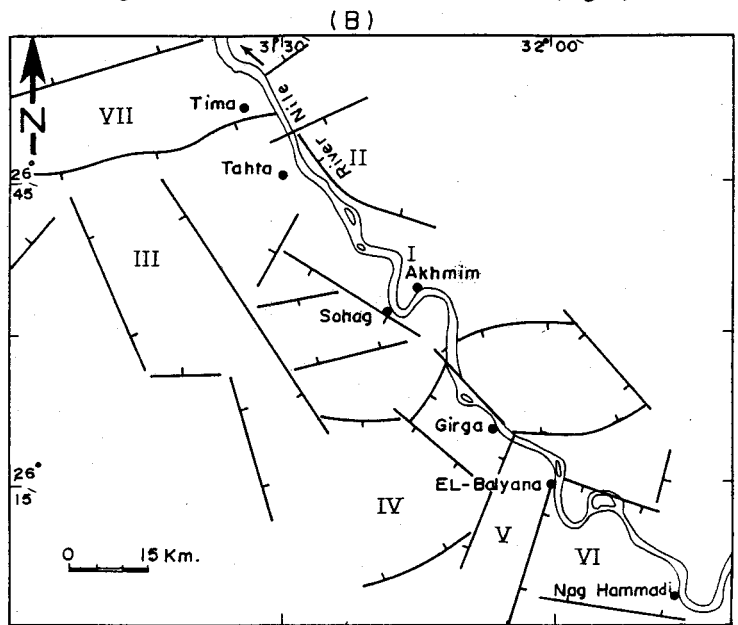 (B)
31° 30′
32° 00′
N
VII
Tima
River Nile
II
26° 45′
Tahta
III
I
Akhmim
Sohag
Girga
26° 15′
EL-Balyana
IV
V
VI
0 15 Km.
Nag Hammadi